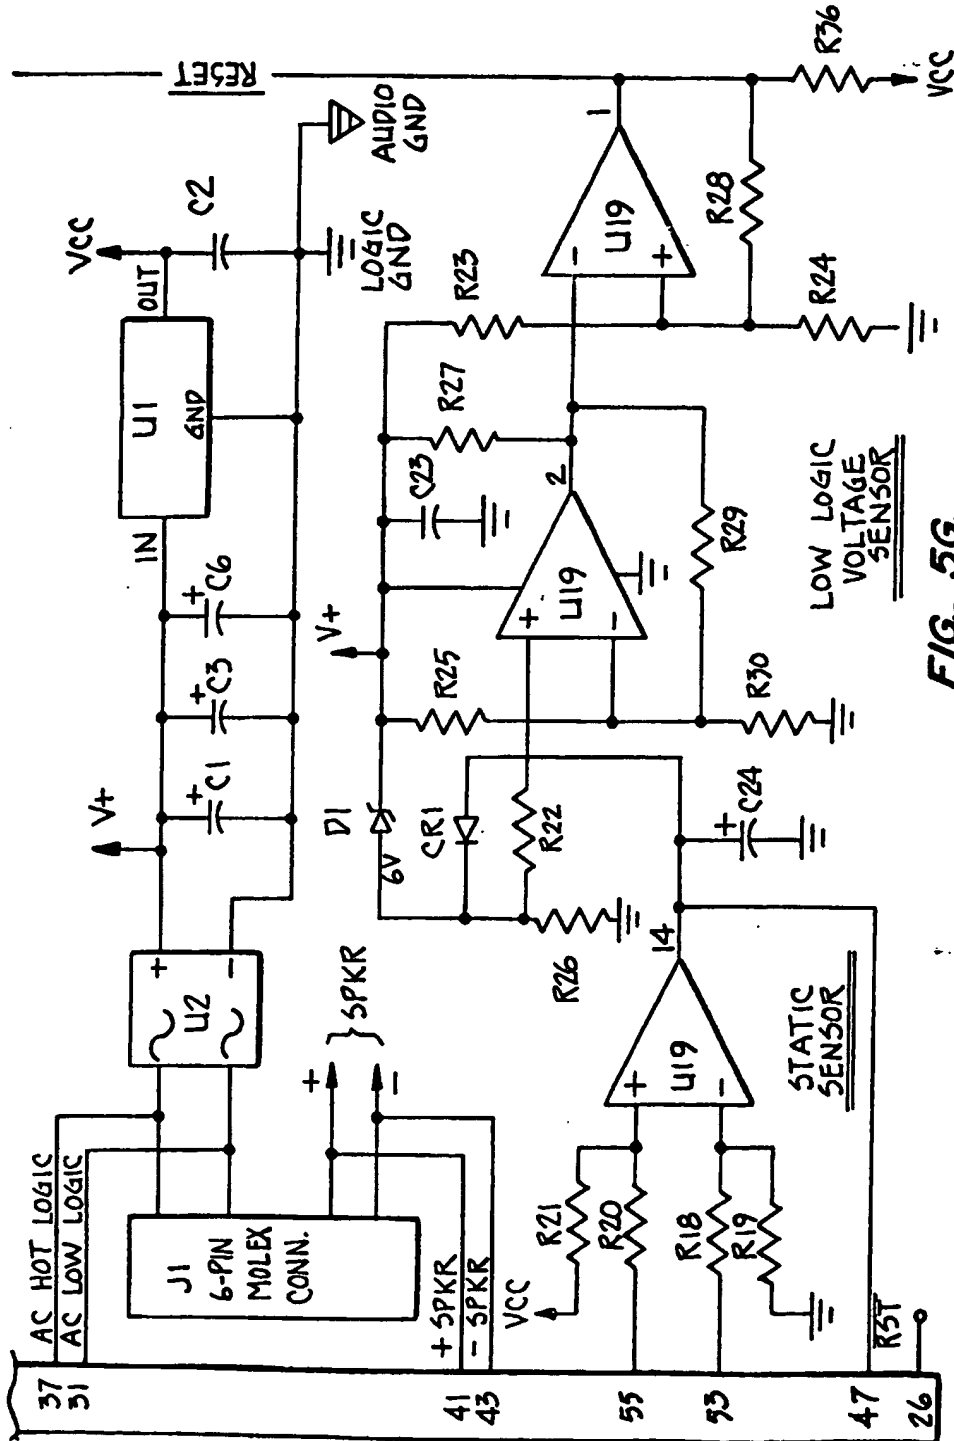 37
31
AC HOT LOGIC
AC LOW LOGIC
J1
6-PIN
MOLEX
CONN.
U2
+
−
V+
+
C1
+
C3
+
C6
IN
U1
GND
OUT
VCC
C2
LOGIC
GND
AUDIO
GND
RESET
+
−
SPKR
41
43
+ SPKR
- SPKR
D1
6V
CR1
R22
R26
V+
R25
C23
R27
R23
+
−
U19
2
R29
R30
−
+
U19
1
R28
R24
R36
VCC
LOW LOGIC
VOLTAGE
SENSOR
VCC
R21
R20
R18
R19
+
−
U19
14
+
C24
STATIC
SENSOR
55
53
47
26
RST
FIG. 5G